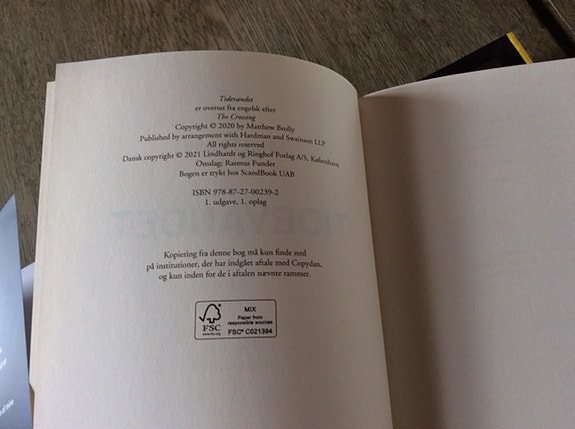 Tidevandet
er oversat fra engelsk efter
The Crossing
Copyright © 2020 by Matthew Brolly
Published by arrangement with Hardman and Swainson LLP
All rights reserved
Dansk copyright © 2021 Lindhardt og Ringhof Forlag A/S, København
Omslag: Rasmus Funder
Bogen er trykt hos ScandBook UAB
ISBN 978-87-27-00239-2
1. udgave, 1. oplag
Kopiering fra denne bog må kun finde sted
på institutioner, der har indgået aftale med Copydan,
og kun inden for de i aftalen nævnte rammer.
FSC
www.fsc.org
MIX
Paper from
responsible sources
FSC® C021394